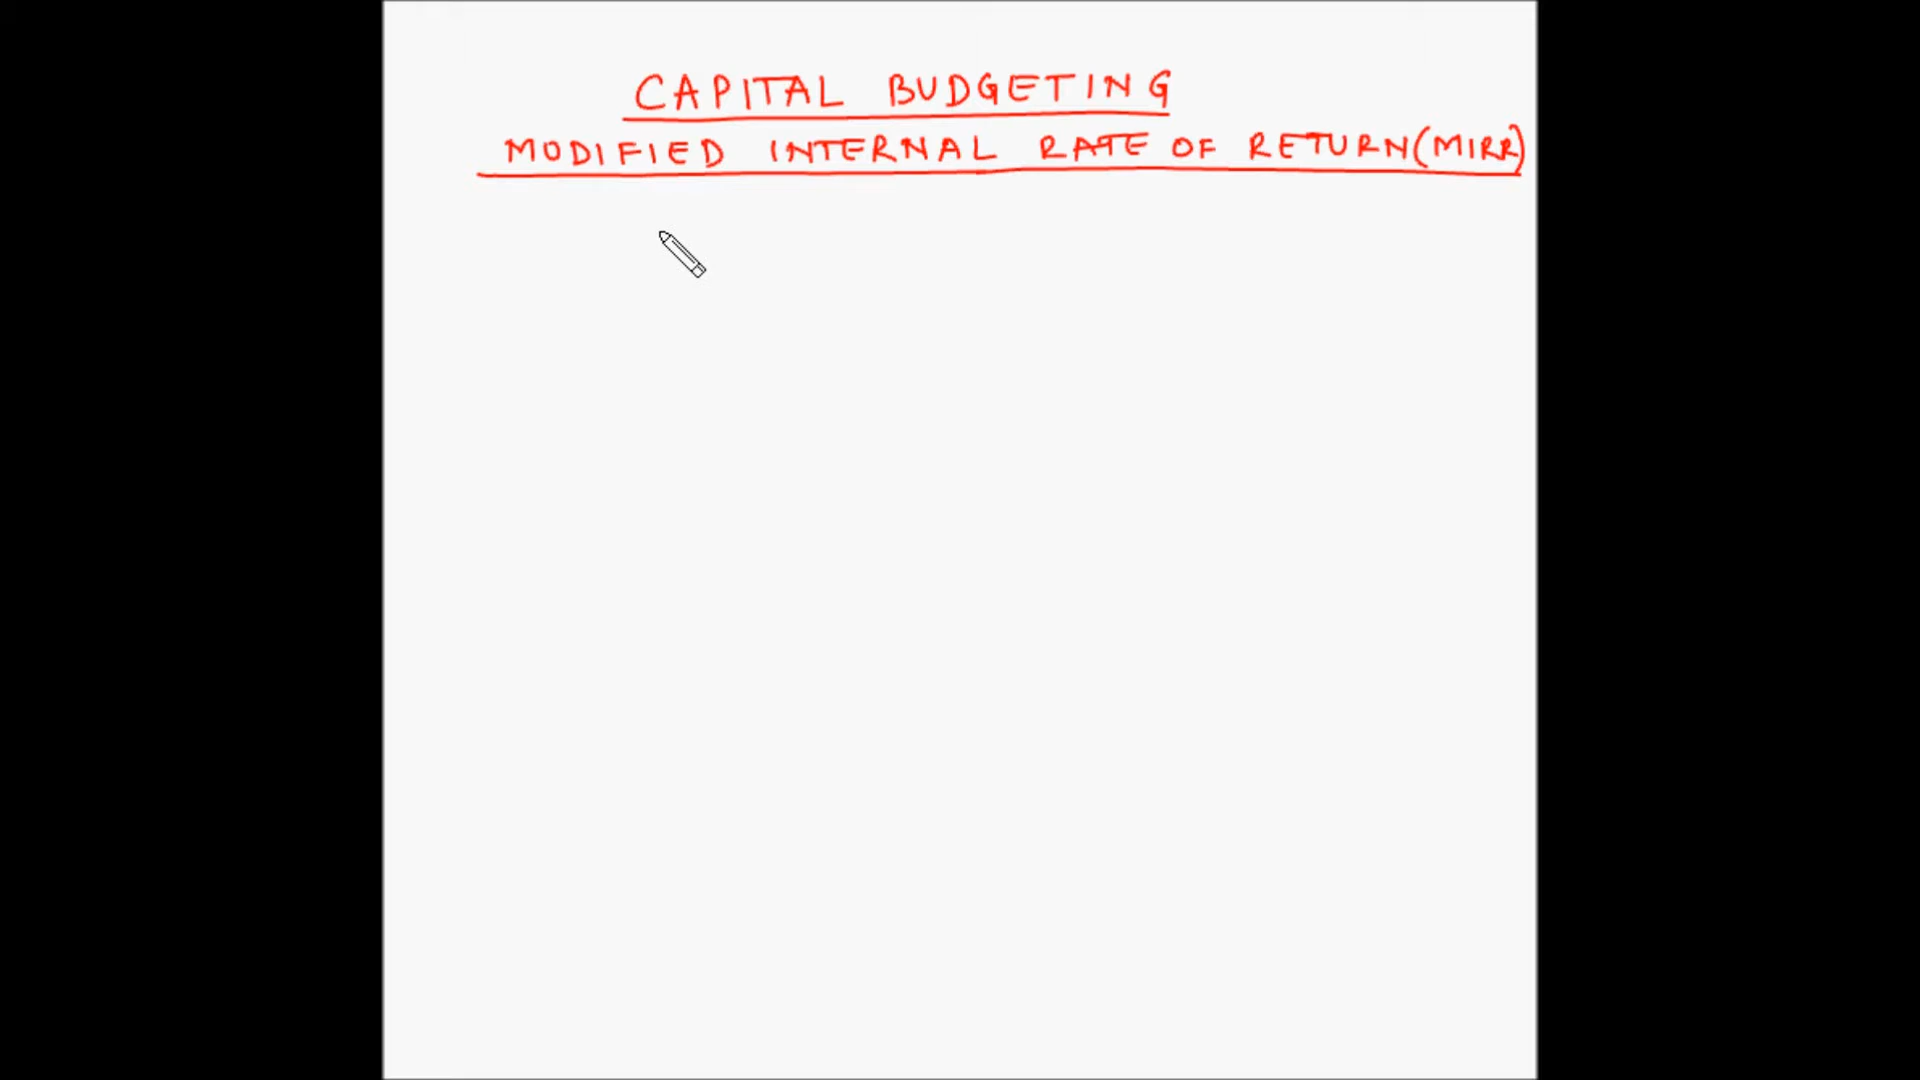 CAPITAL BUDGETING
MODIFIED INTERNAL RATE OF RETURN(MIRR)